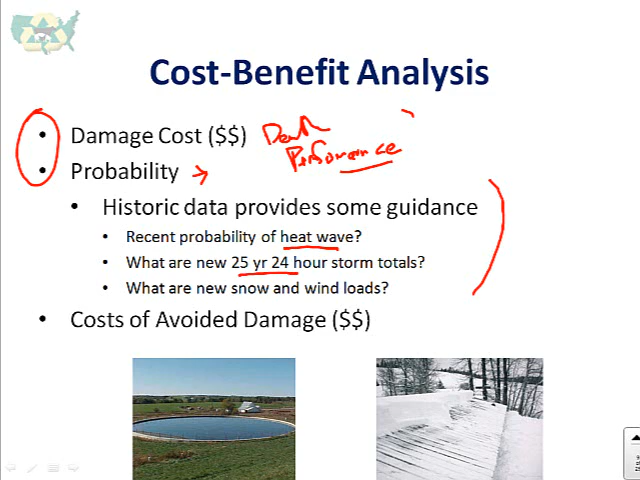 Cost-Benefit Analysis
• Damage Cost ($$) Death
Performance
• Probability →
• Historic data provides some guidance
• Recent probability of heat wave?
• What are new 25 yr 24 hour storm totals?
• What are new snow and wind loads?
• Costs of Avoided Damage ($$)